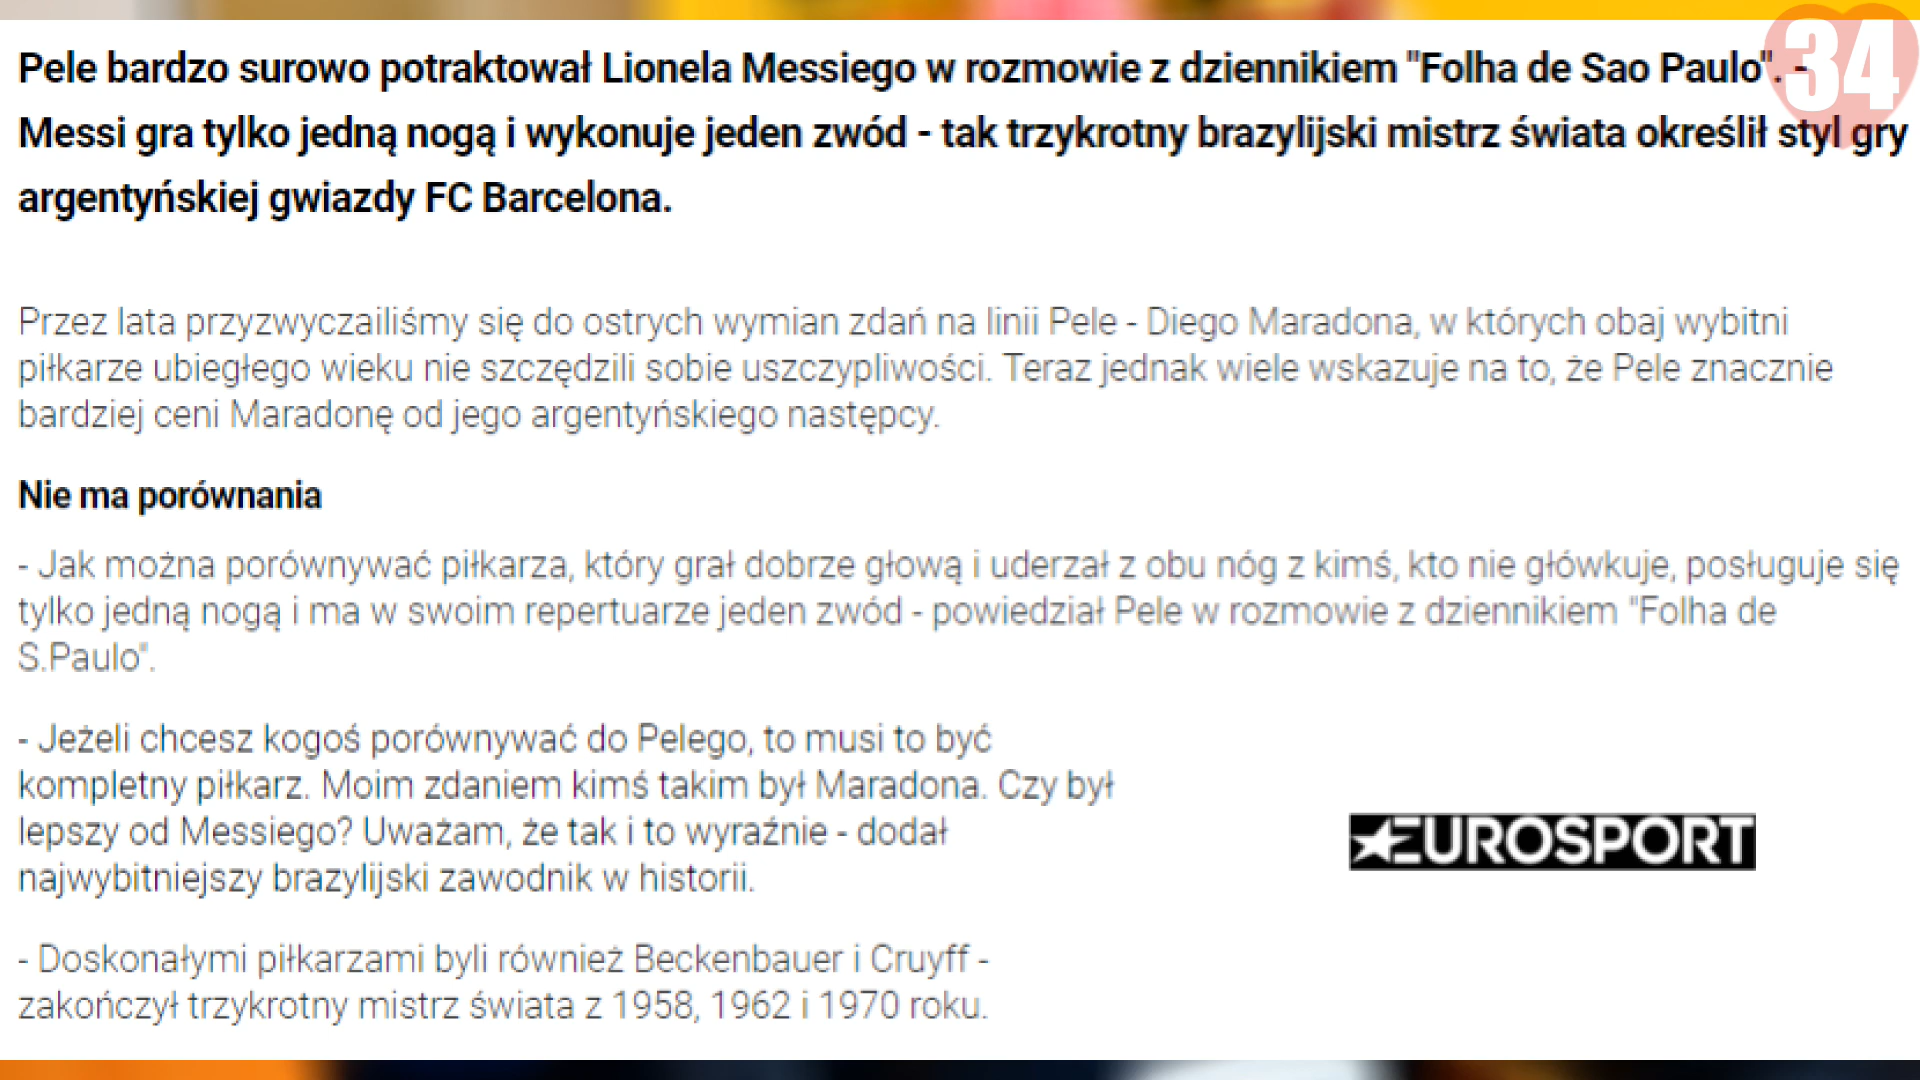 34
Pele bardzo surowo potraktował Lionela Messiego w rozmowie z dziennikiem "Folha de Sao Paulo". -
Messi gra tylko jedną nogą i wykonuje jeden zwód - tak trzykrotny brazylijski mistrz świata określił styl gry
argentyńskiej gwiazdy FC Barcelona.
Przez lata przyzwyczailiśmy się do ostrych wymian zdań na linii Pele - Diego Maradona, w których obaj wybitni
piłkarze ubiegłego wieku nie szczędzili sobie uszczypliwości. Teraz jednak wiele wskazuje na to, że Pele znacznie
bardziej ceni Maradonę od jego argentyńskiego następcy.
Nie ma porównania
- Jak można porównywać piłkarza, który grał dobrze głową i uderzał z obu nóg z kimś, kto nie główkuje, posługuje się
tylko jedną nogą i ma w swoim repertuarze jeden zwód - powiedział Pele w rozmowie z dziennikiem "Folha de
S.Paulo".
- Jeżeli chcesz kogoś porównywać do Pelego, to musi to być
kompletny piłkarz. Moim zdaniem kimś takim był Maradona. Czy był
lepszy od Messiego? Uważam, że tak i to wyraźnie - dodał
najwybitniejszy brazylijski zawodnik w historii.
EUROSPORT
- Doskonałymi piłkarzami byli również Beckenbauer i Cruyff -
zakończył trzykrotny mistrz świata z 1958, 1962 i 1970 roku.